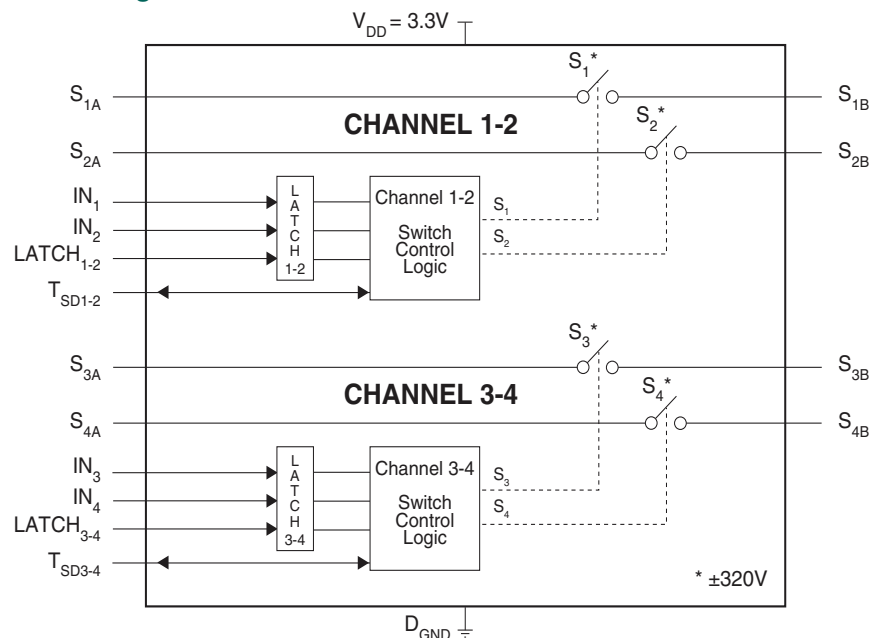 V_DD = 3.3V
S_1A
S_1*
S_1B
CHANNEL 1-2
S_2A
S_2*
S_2B
IN_1
IN_2
LATCH_1-2
T_SD1-2
LATCH
1-2
Channel 1-2
Switch
Control
Logic
S_1
S_2
S_3A
S_3*
S_3B
CHANNEL 3-4
S_4A
S_4*
S_4B
IN_3
IN_4
LATCH_3-4
T_SD3-4
LATCH
3-4
Channel 3-4
Switch
Control
Logic
S_3
S_4
* ±320V
D_GND